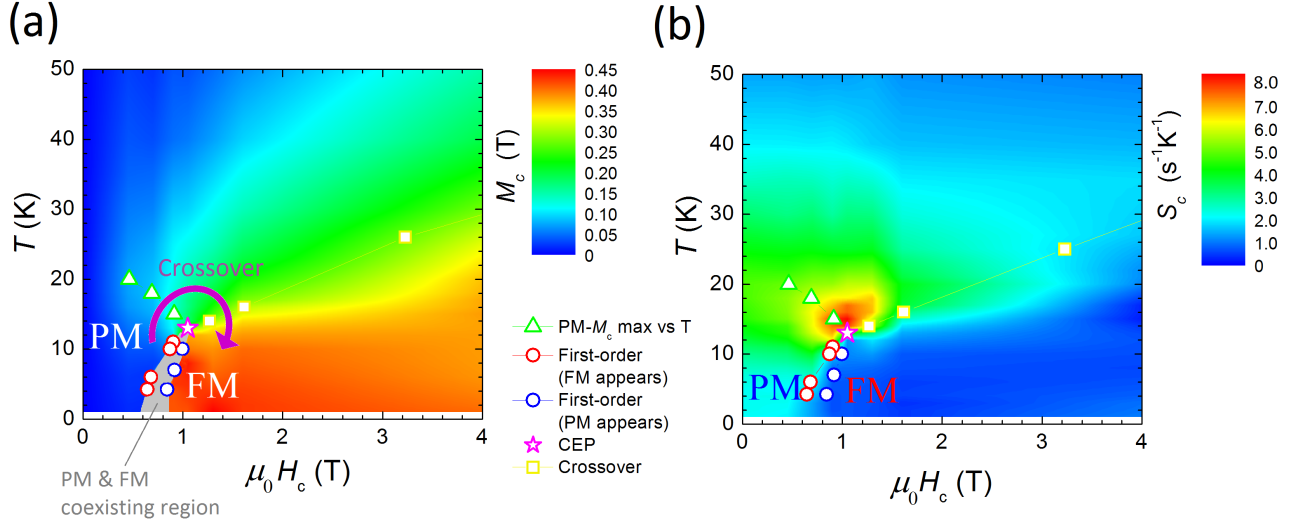 (a)
50
40
30
20
10
0
T (K)
0
1
2
3
4
μ₀Hc (T)
Crossover
PM
FM
PM & FM
coexisting region
0.45
0.40
0.35
0.30
0.25
0.20
0.15
0.10
0.05
0
Mc (T)
PM-Mc max vs T
First-order
(FM appears)
First-order
(PM appears)
CEP
Crossover
(b)
50
40
30
20
10
0
T (K)
0
1
2
3
4
μ₀Hc (T)
PM
FM
8.0
7.0
6.0
5.0
4.0
3.0
2.0
1.0
0
Sc (s⁻¹K⁻¹)